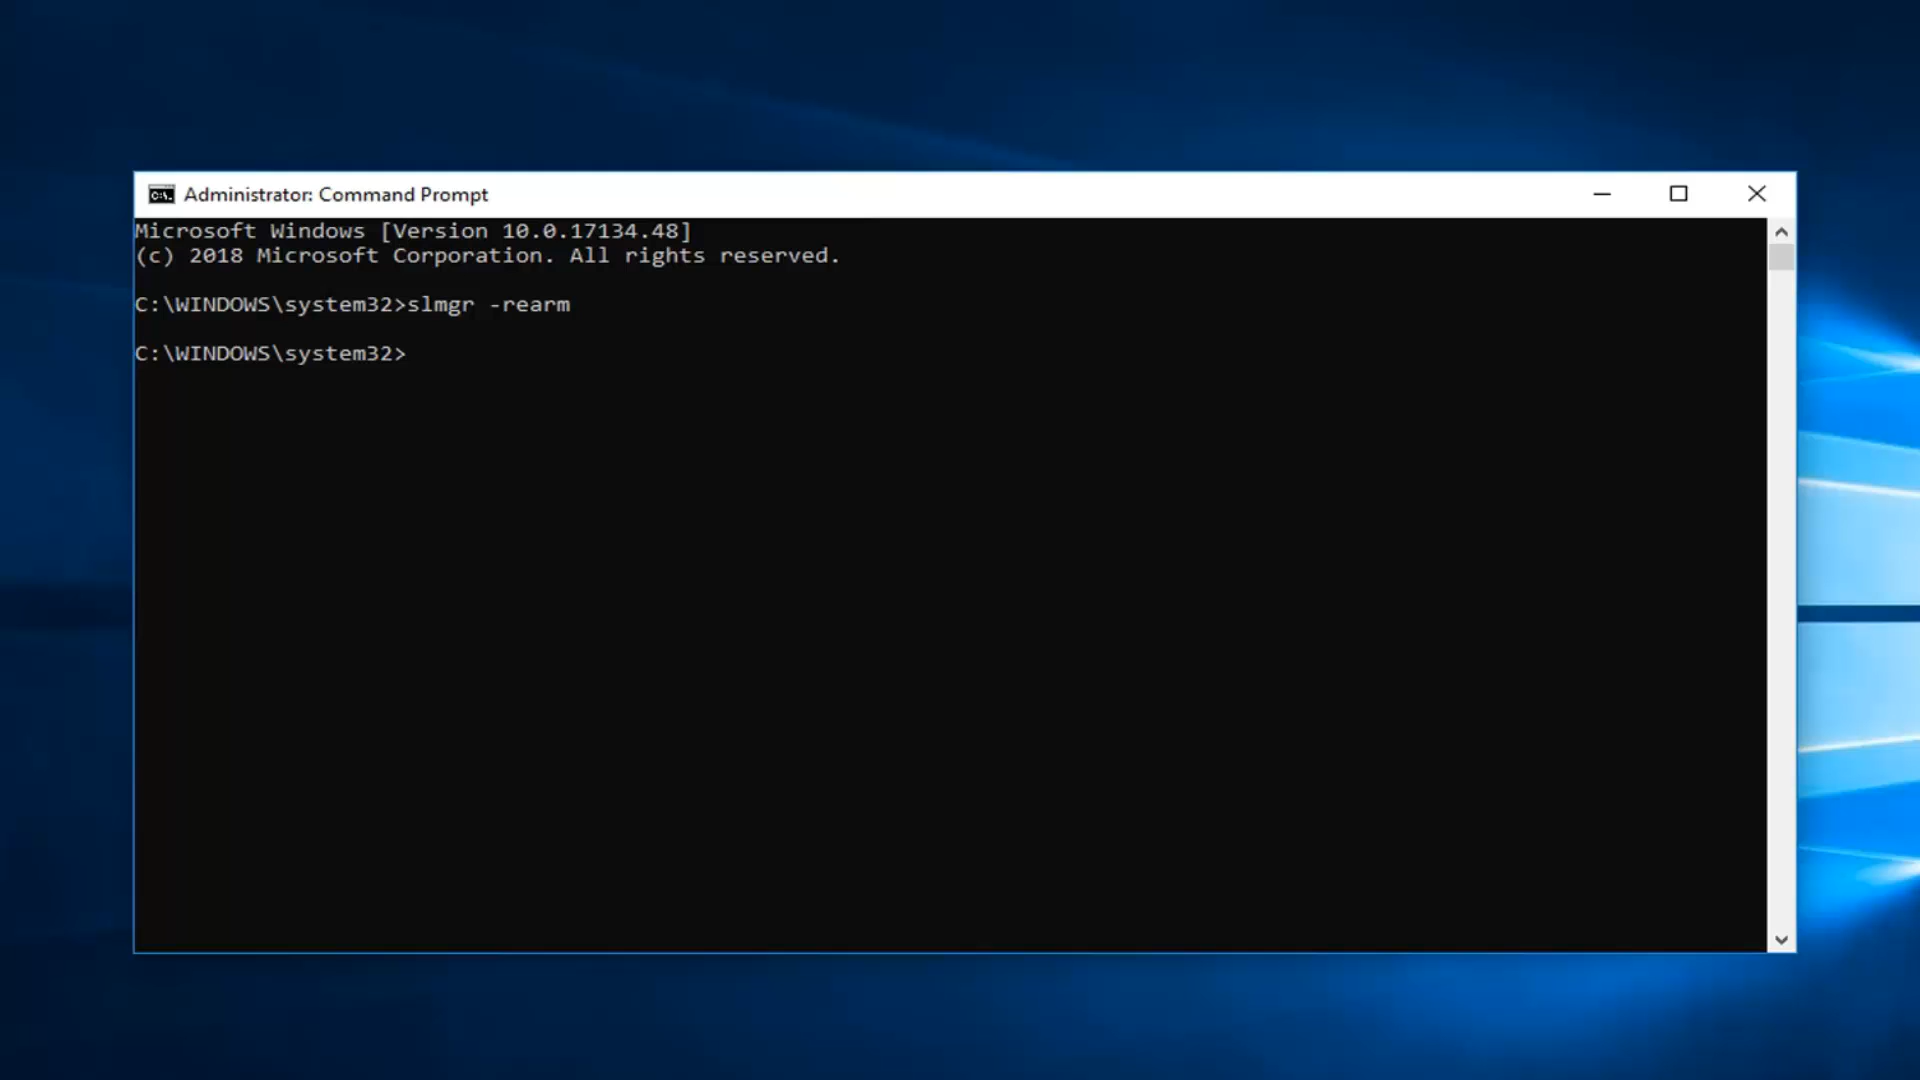 Administrator: Command Prompt
Microsoft Windows [Version 10.0.17134.48]
(c) 2018 Microsoft Corporation. All rights reserved.
C:\WINDOWS\system32>slmgr -rearm
C:\WINDOWS\system32>